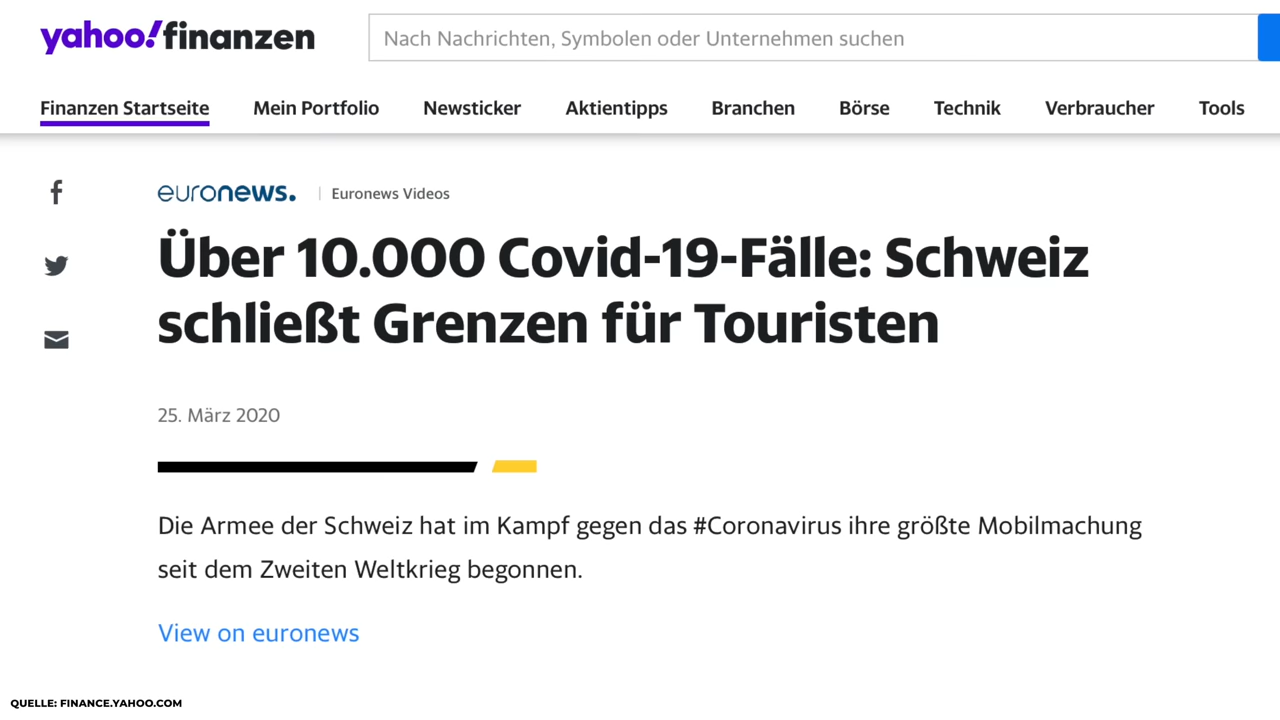 yahoo!finanzen
Nach Nachrichten, Symbolen oder Unternehmen suchen
Finanzen Startseite Mein Portfolio Newsticker Aktientipps Branchen Börse Technik Verbraucher Tools
euronews. | Euronews Videos
Über 10.000 Covid-19-Fälle: Schweiz
schließt Grenzen für Touristen
25. März 2020
Die Armee der Schweiz hat im Kampf gegen das #Coronavirus ihre größte Mobilmachung
seit dem Zweiten Weltkrieg begonnen.
View on euronews
QUELLE: FINANCE.YAHOO.COM